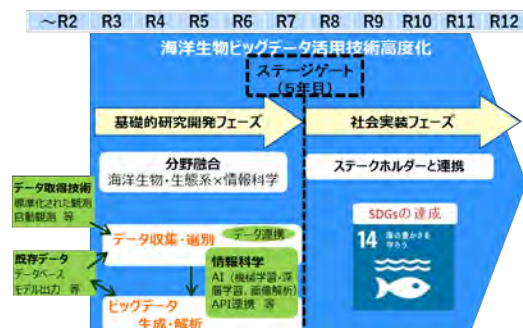 ～R2 R3 R4 R5 R6 R7 R8 R9 R10 R11 R12
海洋生物ビッグデータ活用技術高度化
ステージゲート
(5年目)
基礎的研究開発フェーズ
社会実装フェーズ
分野融合
海洋生物・生態系×情報科学
ステークホルダーと連携
データ取得技術
標準化された観測
自動観測 等
データ収集・選別
データ連携
既存データ
データベース
モデル出力 等
情報科学
AI（機械学習・深
層学習、画像解析）
API連携 等
ビッグデータ
生成・解析
SDGsの達成
14 海の豊かさを
守ろう